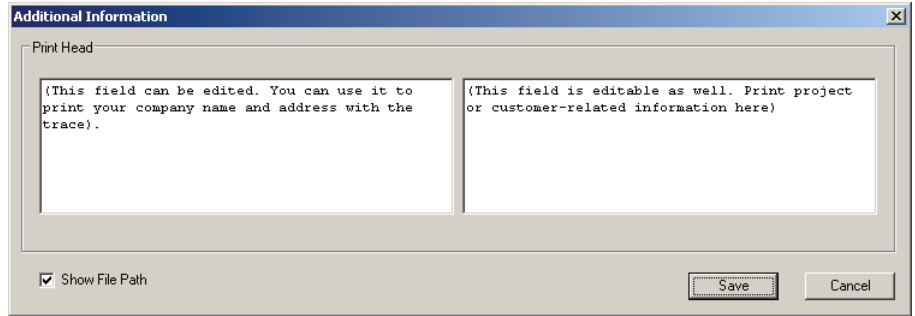 Additional Information
Print Head
(This field can be edited. You can use it to
print your company name and address with the
trace).
(This field is editable as well. Print project
or customer-related information here)
Show File Path
Save
Cancel